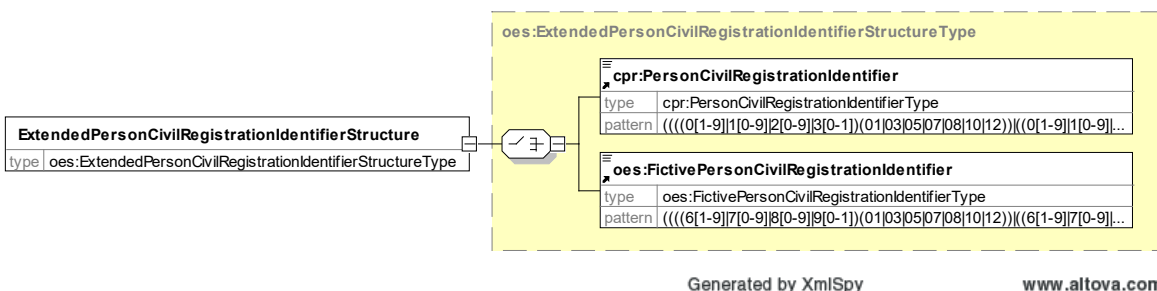 oes:ExtendedPersonCivilRegistrationIdentifierStructureType
cpr:PersonCivilRegistrationIdentifier
type cpr:PersonCivilRegistrationIdentifierType
pattern ((((0[1-9]|1[0-9]|2[0-9]|3[0-1])(01|03|05|07|08|10|12))|((0[1-9]|1[0-9]|...
ExtendedPersonCivilRegistrationIdentifierStructure
type oes:ExtendedPersonCivilRegistrationIdentifierStructureType
oes:FictivePersonCivilRegistrationIdentifier
type oes:FictivePersonCivilRegistrationIdentifierType
pattern ((((6[1-9]|7[0-9]|8[0-9]|9[0-1])(01|03|05|07|08|10|12))|((6[1-9]|7[0-9]|...
Generated by XmlSpy www.altova.com